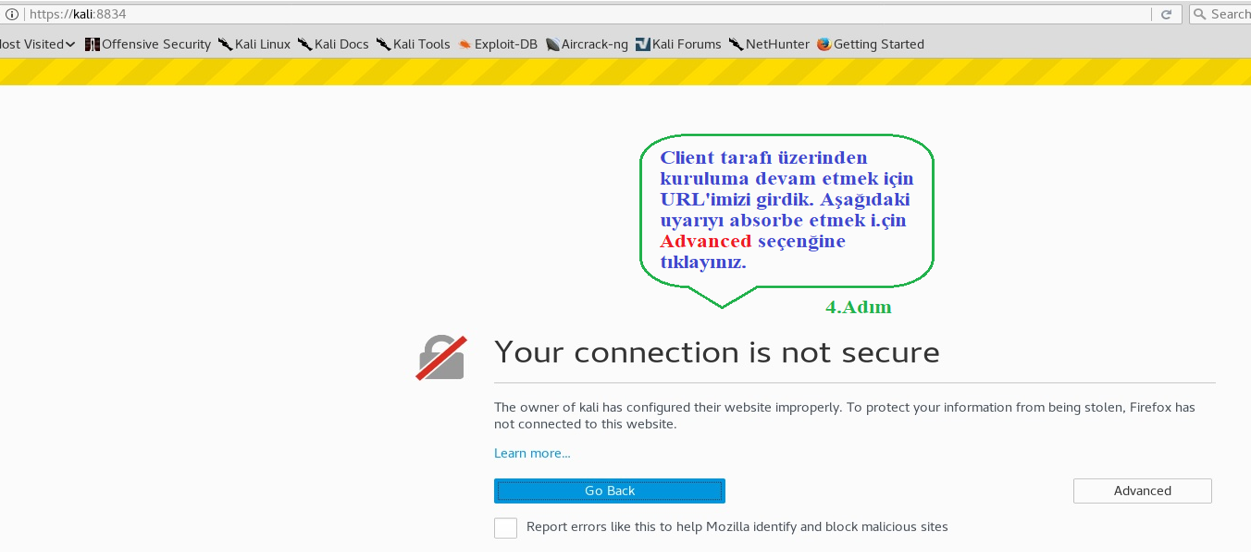 https://kali:8834
Search
ost Visited
Offensive Security
Kali Linux
Kali Docs
Kali Tools
Exploit-DB
Aircrack-ng
Kali Forums
NetHunter
Getting Started
Client tarafı üzerinden
kuruluma devam etmek için
URL'imizi girdik. Aşağıdaki
uyarıyı absorbe etmek i.çin
Advanced seçenğine
tıklayınız.
4.Adım
Your connection is not secure
The owner of kali has configured their website improperly. To protect your information from being stolen, Firefox has
not connected to this website.
Learn more...
Go Back
Advanced
Report errors like this to help Mozilla identify and block malicious sites